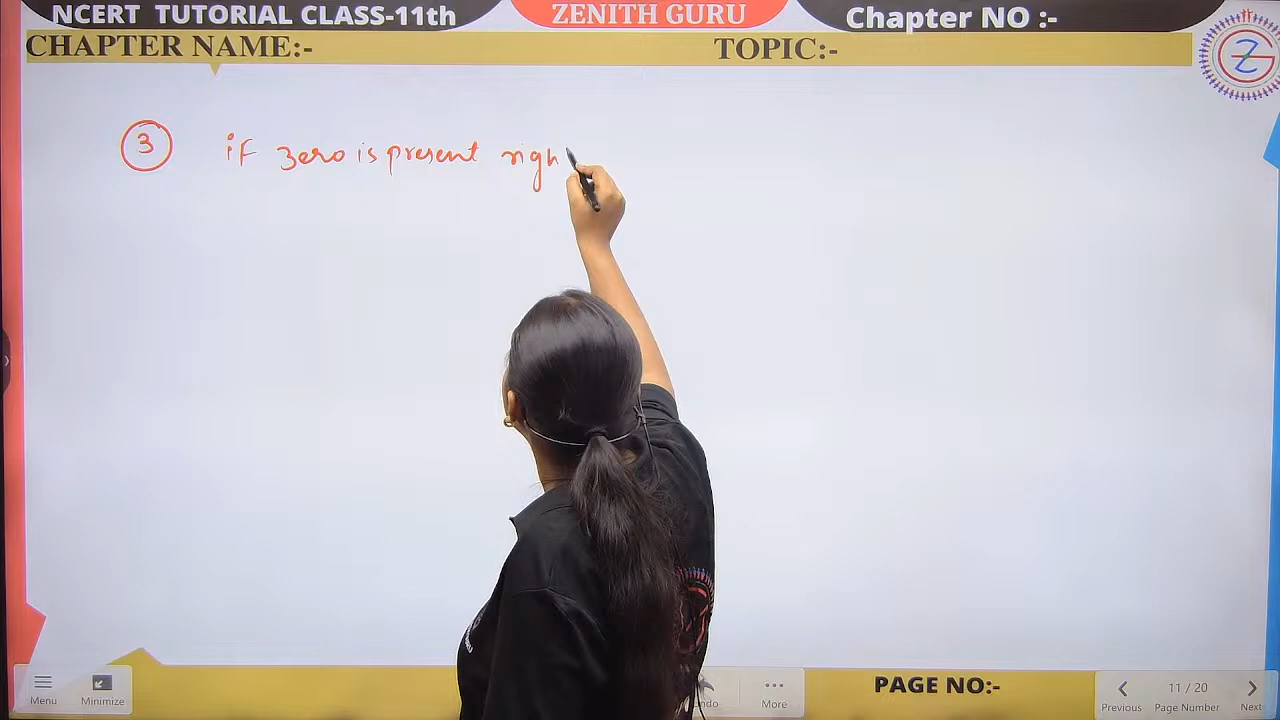 NCERT TUTORIAL CLASS-11th
ZENITH GURU
Chapter NO :-
CHAPTER NAME:-
TOPIC:-
3 if zero is present righ
Menu
Minimize
More
PAGE NO:-
Previous
11 / 20
Page Number
Next